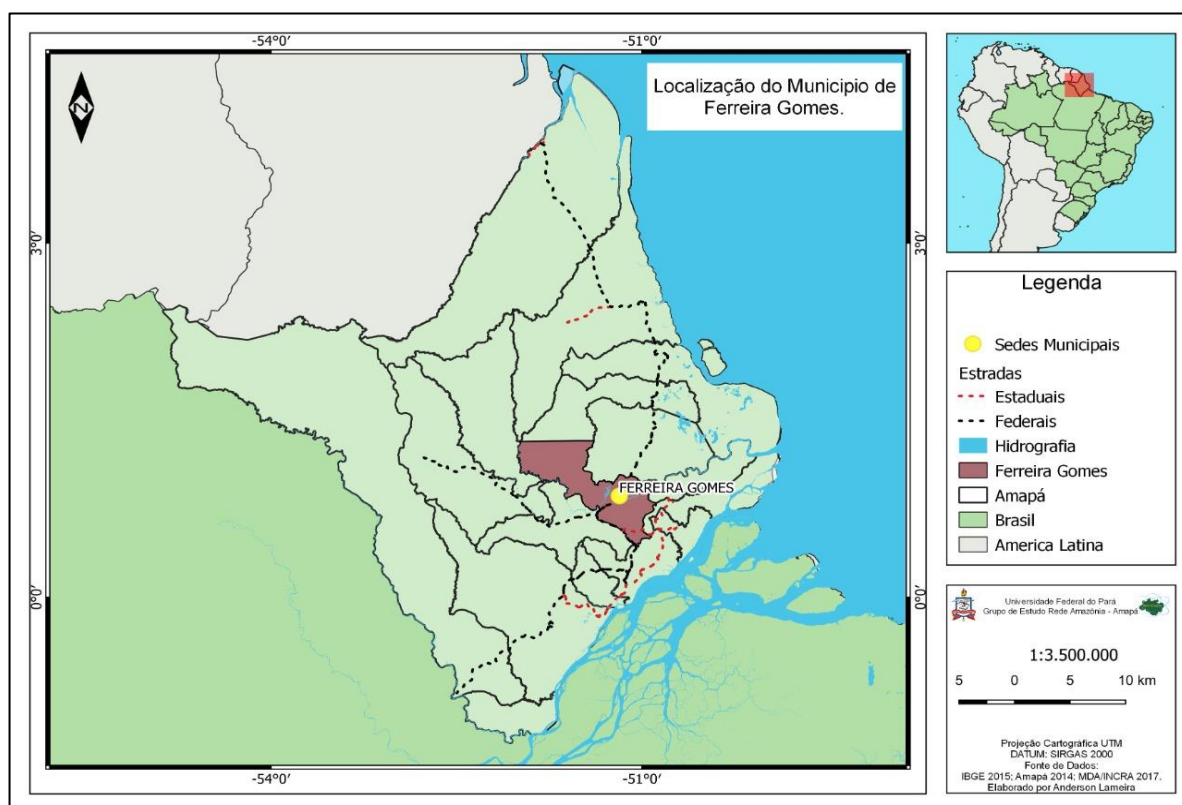 -54°0′
-51°0′
Localização do Municipio de
Ferreira Gomes.
N
3°0′
3°0′
FERREIRA GOMES
0°0′
0°0′
-54°0′
-51°0′
Legenda
Sedes Municipais
Estradas
Estaduais
Federais
Hidrografia
Ferreira Gomes
Amapá
Brasil
America Latina
Universidade Federal do Pará
Grupo de Estudo Rede Amazônia - Amapá
1:3.500.000
5 0 5 10 km
Projeção Cartográfica UTM
DATUM: SIRGAS 2000
Fonte de Dados:
IBGE 2015; Amapá 2014; MDA/INCRA 2017.
Elaborado por Anderson Lameira